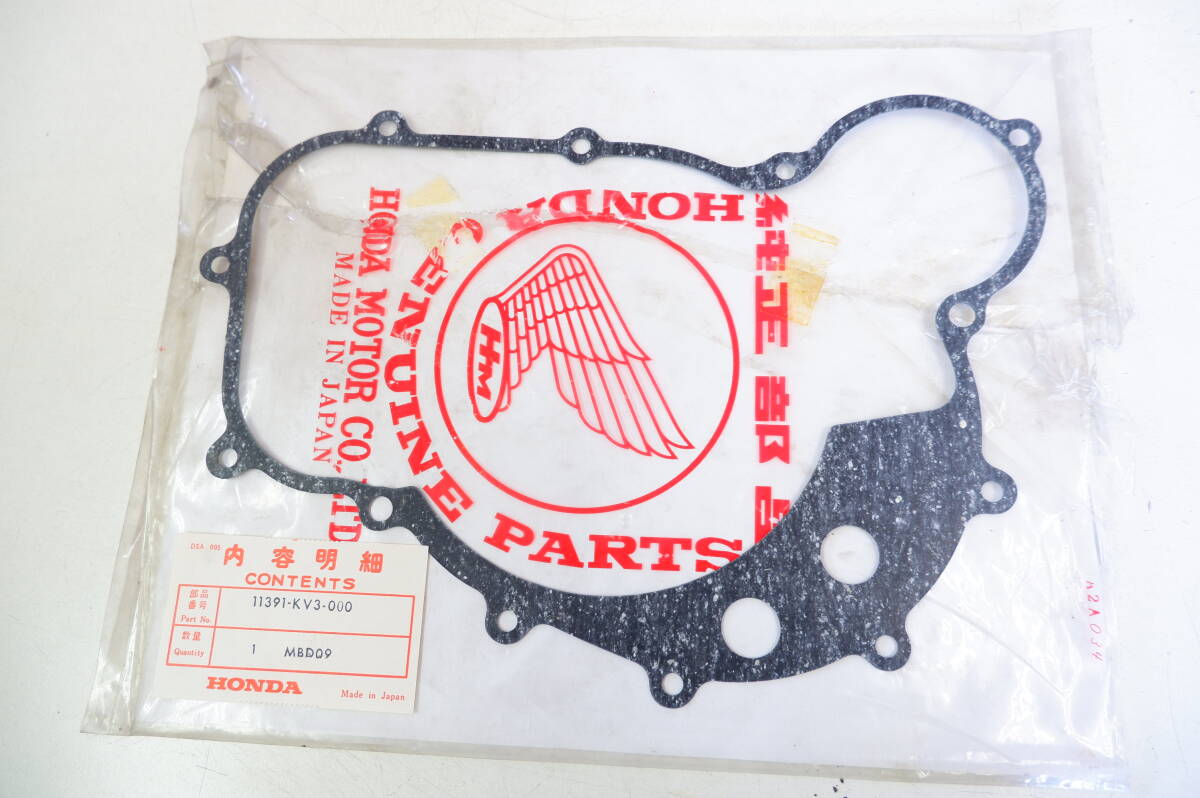 純正部品
HONDA
GENUINE PARTS
HM
HONDA MOTOR CO.,LTD
MADE IN JAPAN
DSA 005
内容明細
CONTENTS
部品
番号
Part No.
11391-KV3-000
数量
Quantity
1 MBD09
HONDA
Made in Japan
K2A034